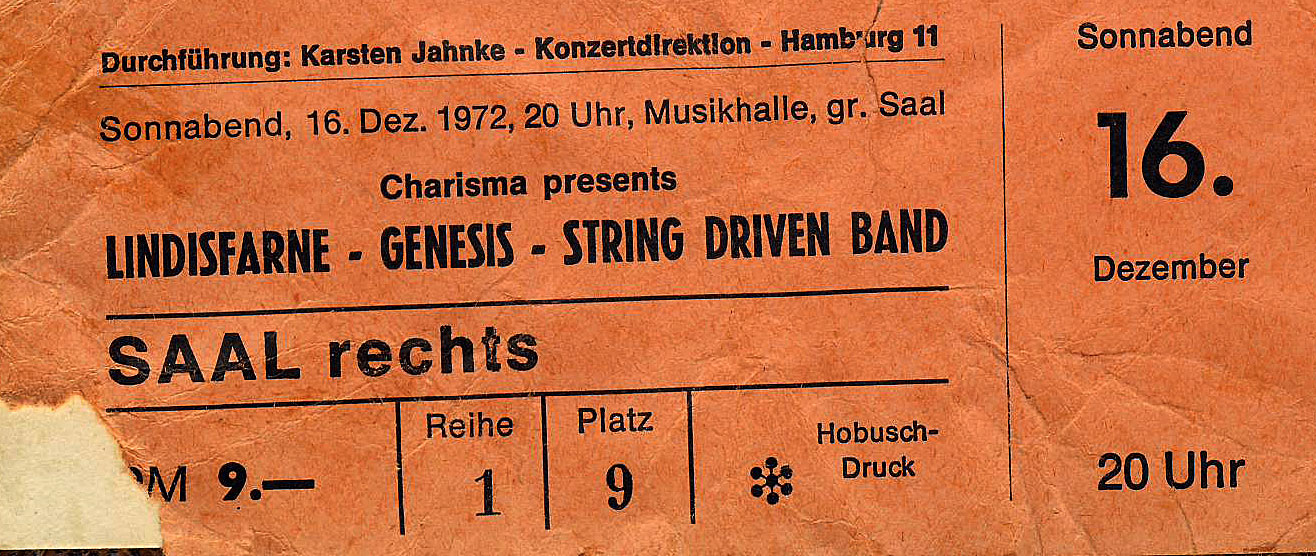 Durchführung: Karsten Jahnke - Konzertdirektion - Hamburg 11
Sonnabend, 16. Dez. 1972, 20 Uhr, Musikhalle, gr. Saal
Charisma presents
LINDISFARNE - GENESIS - STRING DRIVEN BAND
SAAL rechts
M 9.—
Reihe
1
Platz
9
Hobusch-
Druck
Sonnabend
16.
Dezember
20 Uhr